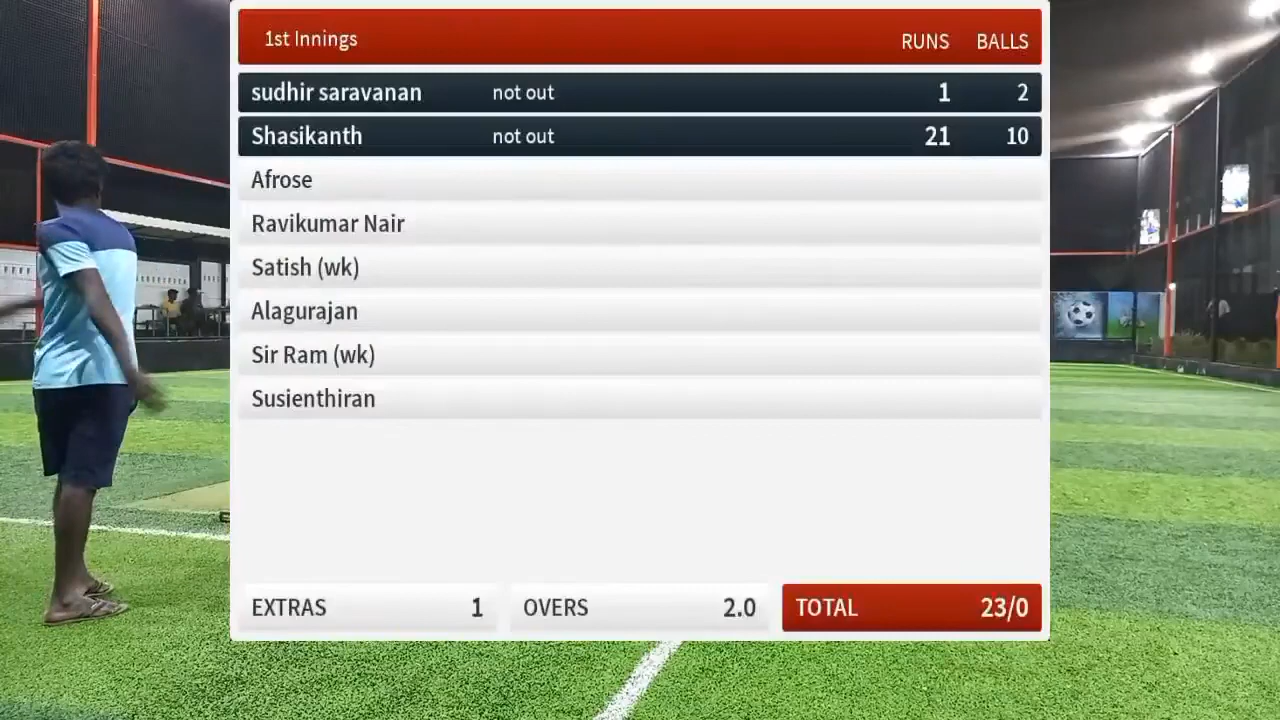 1st Innings RUNS BALLS
sudhir saravanan not out 1 2
Shasikanth not out 21 10
Afrose
Ravikumar Nair
Satish (wk)
Alagurajan
Sir Ram (wk)
Susienthiran
EXTRAS 1 OVERS 2.0 TOTAL 23/0